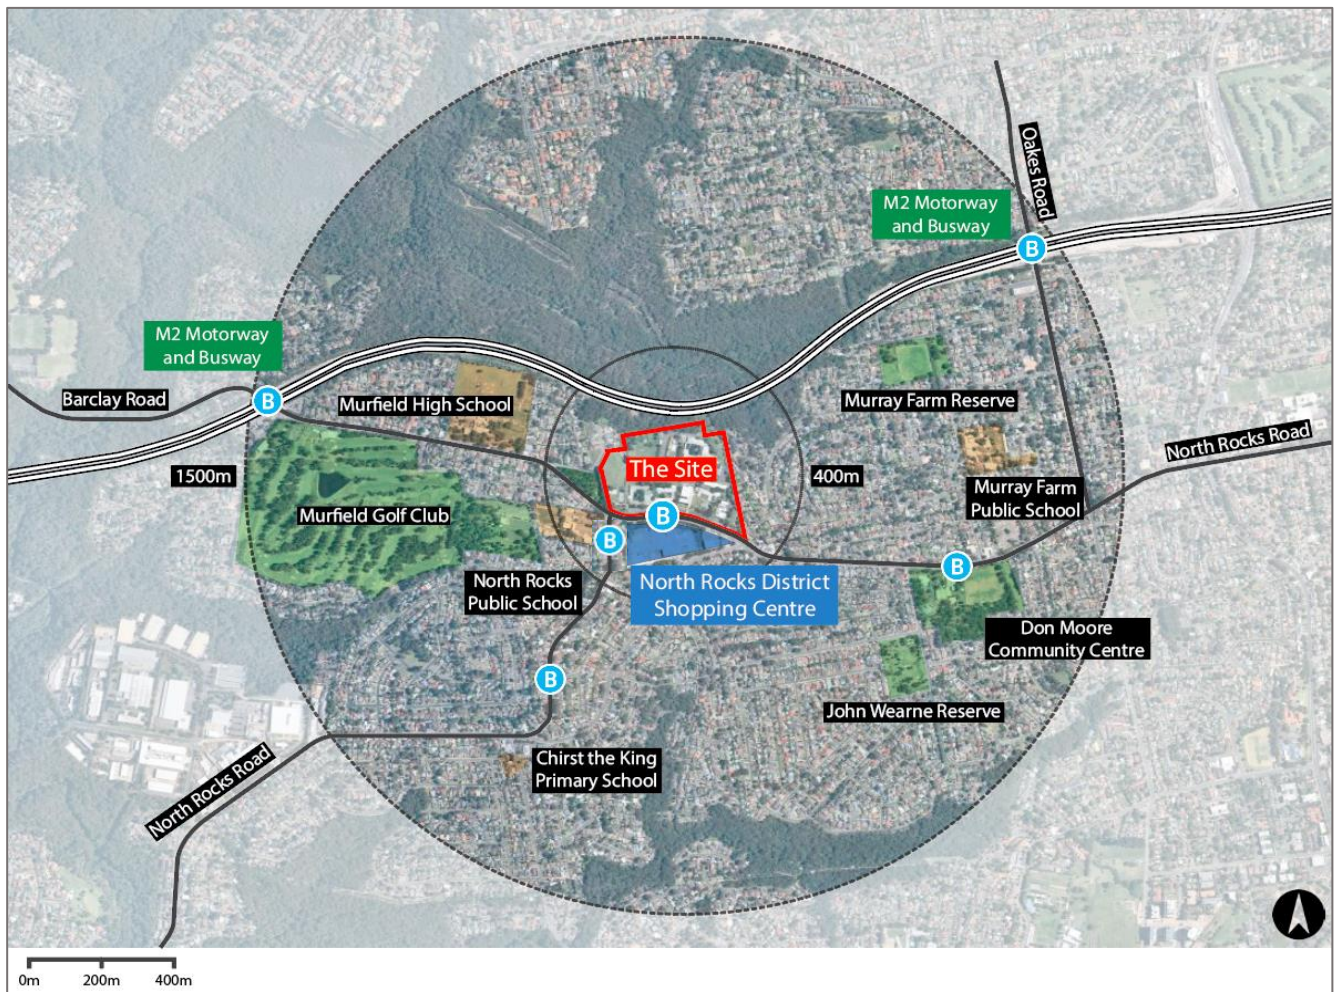 Oakes Road
M2 Motorway
and Busway
B
M2 Motorway
and Busway
B
Barclay Road
Murfield High School
Murray Farm Reserve
North Rocks Road
1500m
The Site
400m
Murray Farm
Public School
Murfield Golf Club
B
B
B
North Rocks
Public School
North Rocks District
Shopping Centre
Don Moore
Community Centre
B
John Wearne Reserve
Chirst the King
Primary School
North Rocks Road
0m
200m
400m